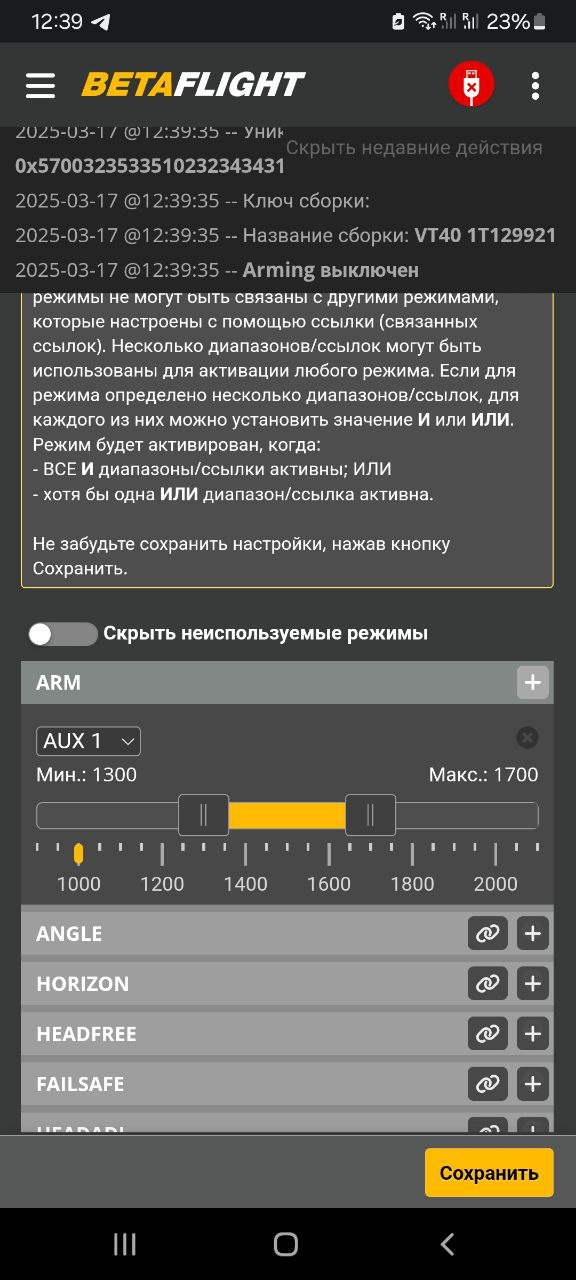 12:39
23%
BETAFLIGHT
2025-03-17 @12:39:35 -- Уник
Скрыть недавние действия
0x5700323533510232343431
2025-03-17 @12:39:35 -- Ключ сборки:
2025-03-17 @12:39:35 -- Название сборки: VT40 1T129921
2025-03-17 @12:39:35 -- Arming выключен
режимы не могут быть связаны с другими режимами,
которые настроены с помощью ссылки (связанных
ссылок). Несколько диапазонов/ссылок могут быть
использованы для активации любого режима. Если для
режима определено несколько диапазонов/ссылок, для
каждого из них можно установить значение И или ИЛИ.
Режим будет активирован, когда:
- ВСЕ И диапазоны/ссылки активны; ИЛИ
- хотя бы одна ИЛИ диапазон/ссылка активна.
Не забудьте сохранить настройки, нажав кнопку
Сохранить.
Скрыть неиспользуемые режимы
ARM
AUX 1
Мин.: 1300
Макс.: 1700
1000 1200 1400 1600 1800 2000
ANGLE
HORIZON
HEADFREE
FAILSAFE
Сохранить